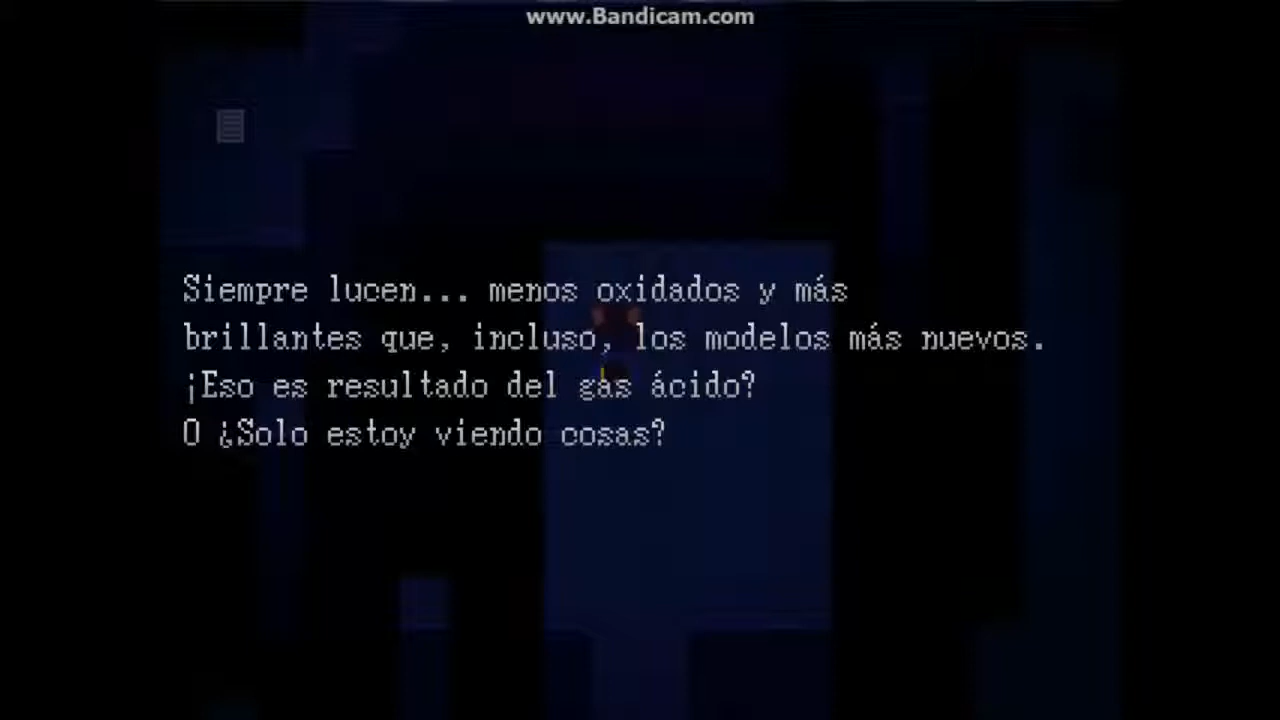 www.Bandicam.com
Siempre lucen... menos oxidados y más
brillantes que, incluso, los modelos más nuevos.
¡Eso es resultado del gas ácido?
O ¿Solo estoy viendo cosas?